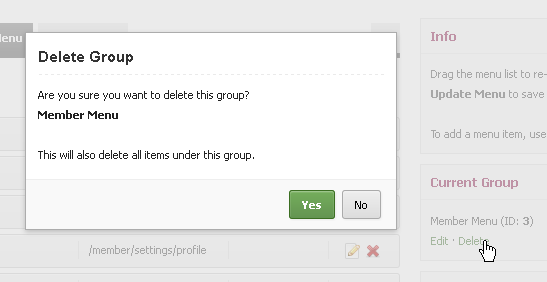 Menu
Delete Group
Are you sure you want to delete this group?
Member Menu
This will also delete all items under this group.
Yes
No
/member/settings/profile
Info
Drag the menu list to re-
Update Menu to save
To add a menu item, use
Current Group
Member Menu (ID: 3)
Edit · Delete